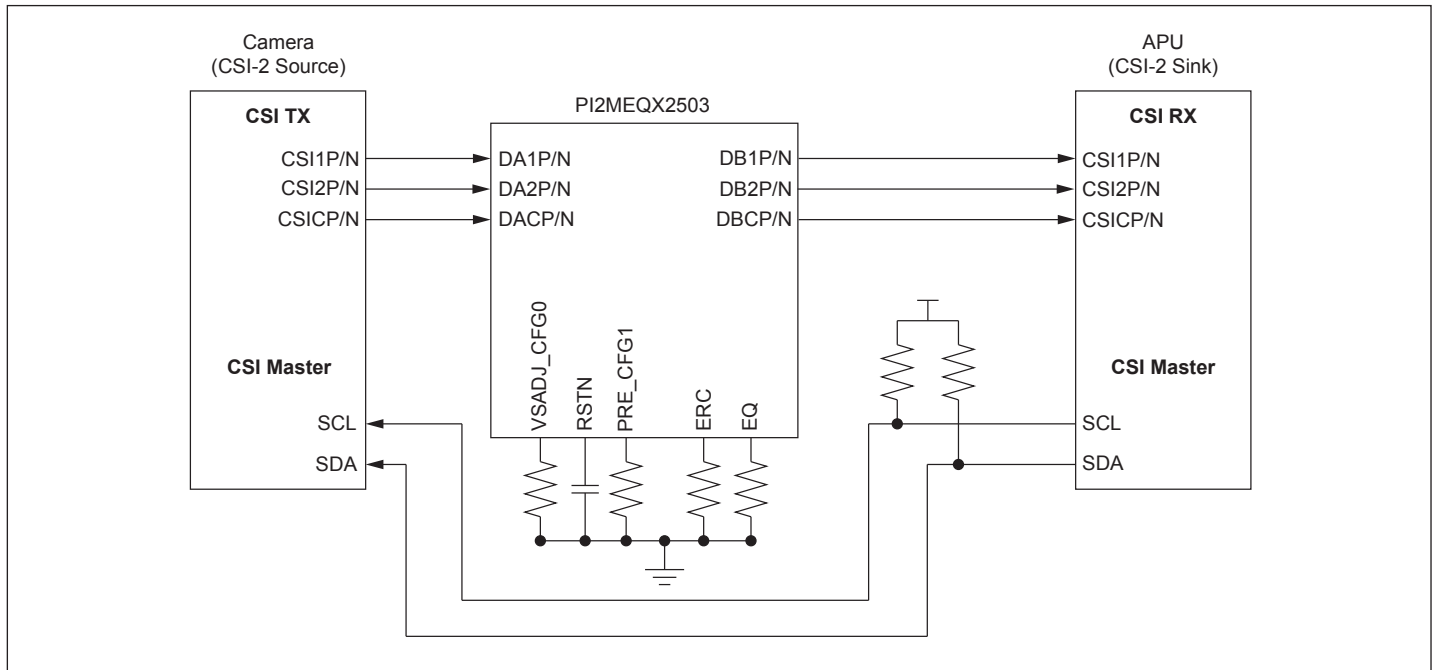 Camera
(CSI-2 Source)
CSI TX
CSI1P/N
CSI2P/N
CSICP/N
CSI Master
SCL
SDA
PI2MEQX2503
DA1P/N
DA2P/N
DACP/N
DB1P/N
DB2P/N
DBCP/N
VSADJ_CFG0
RSTN
PRE_CFG1
ERC
EQ
APU
(CSI-2 Sink)
CSI RX
CSI1P/N
CSI2P/N
CSICP/N
CSI Master
SCL
SDA